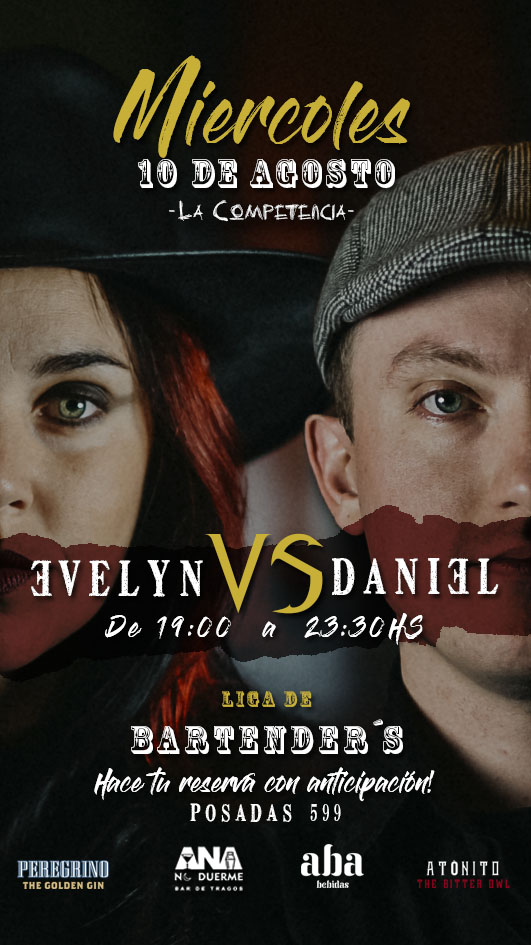 Miercoles
10 DE AGOSTO
-LA COMPETENCIA-
EVELYN VS DANIEL
De 19:00 a 23:30HS
LIGA DE
BARTENDER´S
Hace tu reserva con anticipación!
POSADAS 599
PEREGRINO
THE GOLDEN GIN
ANA
NO DUERME
BAR DE TRAGOS
aba
bebidas
ATONITO
THE BITTER OWL